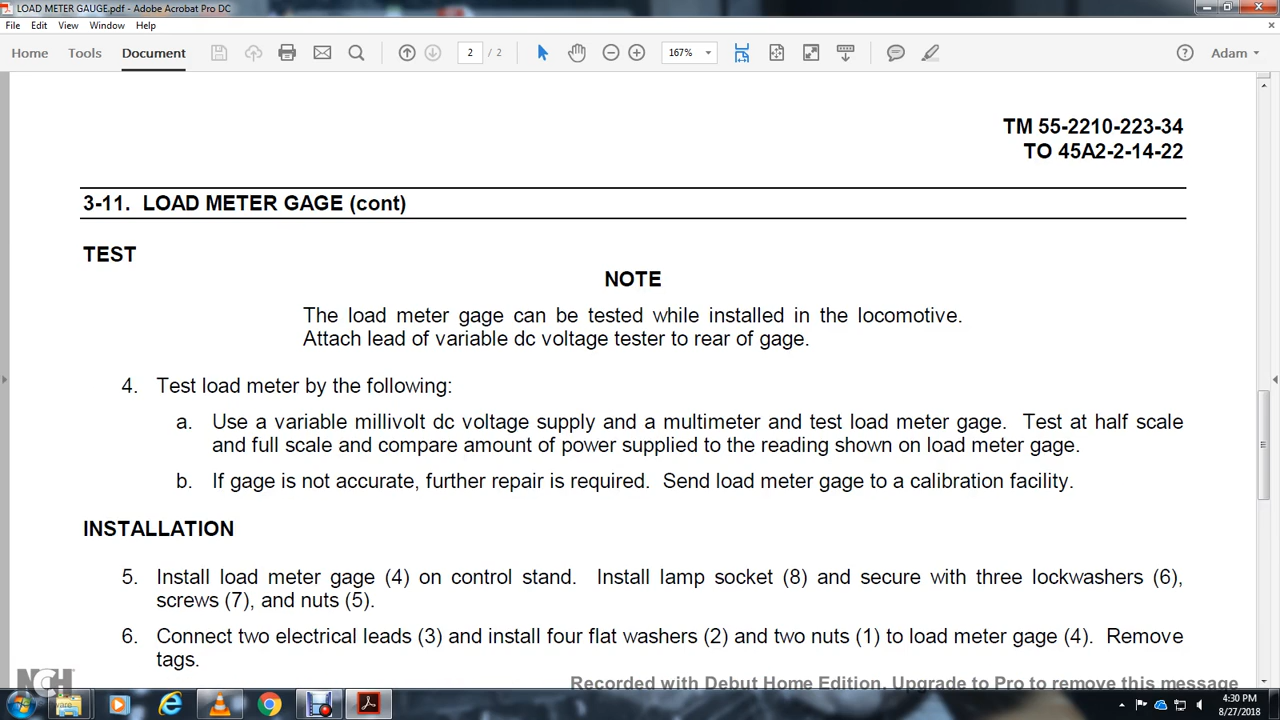 LOAD METER GAUGE.pdf - Adobe Acrobat Pro DC
File Edit View Window Help
Home Tools Document 2 / 2 167% Adam
TM 55-2210-223-34
TO 45A2-2-14-22
3-11. LOAD METER GAGE (cont)
TEST
NOTE
The load meter gage can be tested while installed in the locomotive.
Attach lead of variable dc voltage tester to rear of gage.
4. Test load meter by the following:
a. Use a variable millivolt dc voltage supply and a multimeter and test load meter gage. Test at half scale
and full scale and compare amount of power supplied to the reading shown on load meter gage.
b. If gage is not accurate, further repair is required. Send load meter gage to a calibration facility.
INSTALLATION
5. Install load meter gage (4) on control stand. Install lamp socket (8) and secure with three lockwashers (6),
screws (7), and nuts (5).
6. Connect two electrical leads (3) and install four flat washers (2) and two nuts (1) to load meter gage (4). Remove
tags.
NCH
Recorded with Debut Home Edition. Upgrade to Pro to remove this message
4:30 PM
8/27/2018